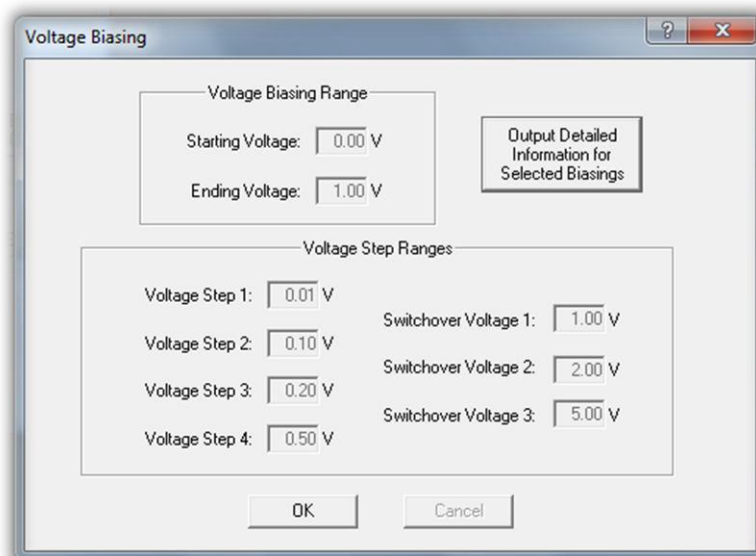 Voltage Biasing
Voltage Biasing Range
Starting Voltage: 0.00 V
Ending Voltage: 1.00 V
Output Detailed
Information for
Selected Biasings
Voltage Step Ranges
Voltage Step 1: 0.01 V
Voltage Step 2: 0.10 V
Voltage Step 3: 0.20 V
Voltage Step 4: 0.50 V
Switchover Voltage 1: 1.00 V
Switchover Voltage 2: 2.00 V
Switchover Voltage 3: 5.00 V
OK
Cancel